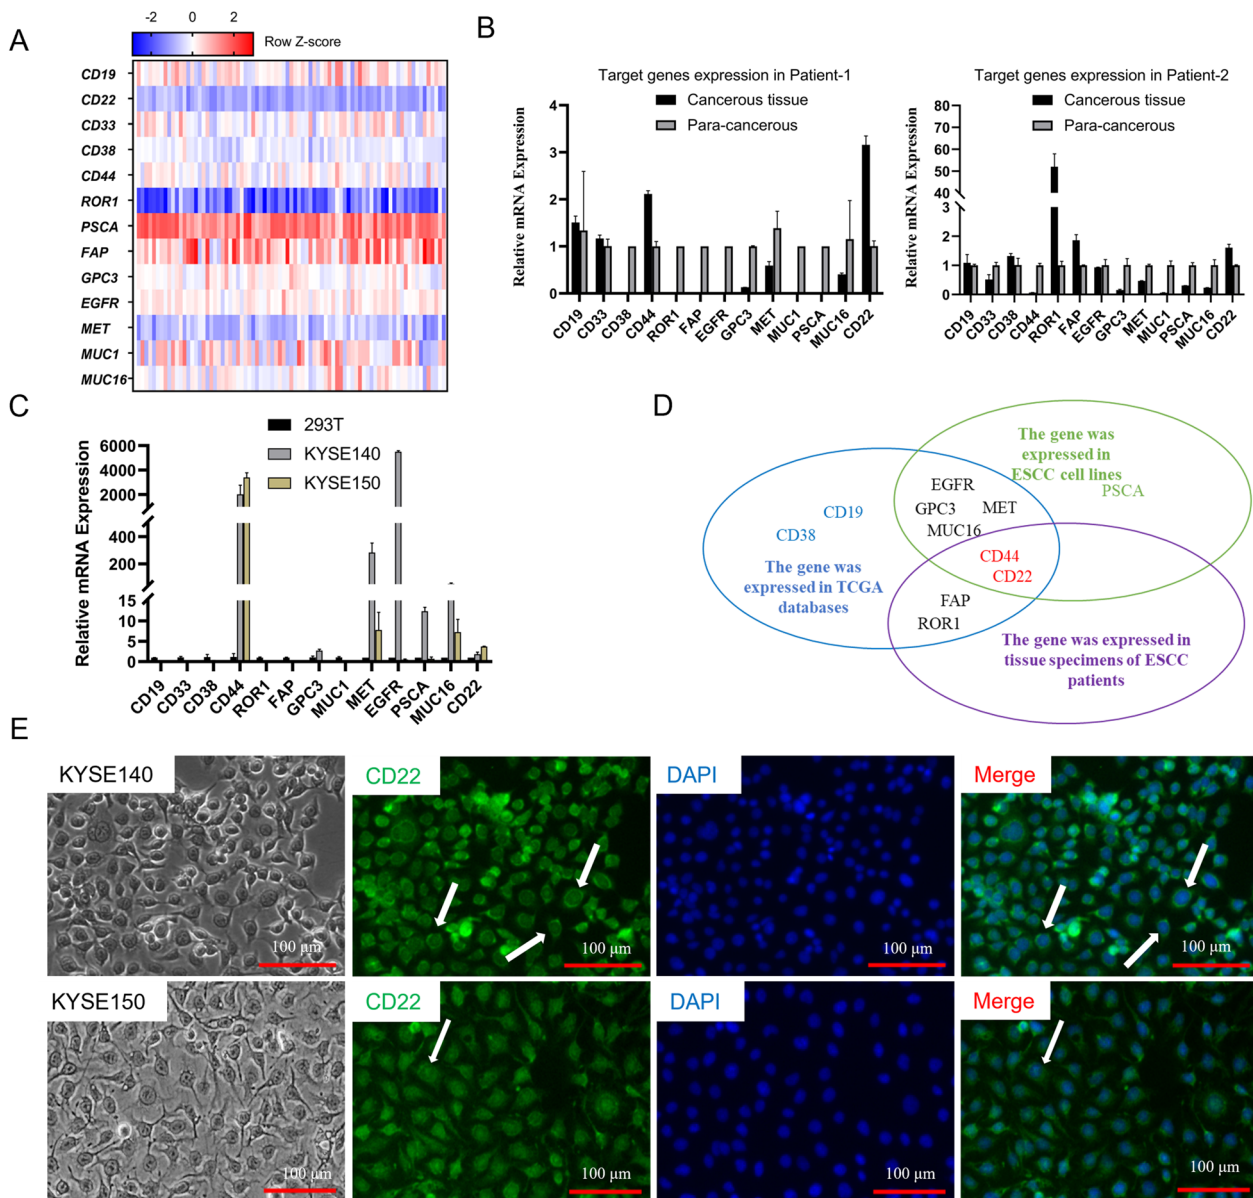 A
-2 0 2
Row Z-score
CD19
CD22
CD33
CD38
CD44
ROR1
PSCA
FAP
GPC3
EGFR
MET
MUC1
MUC16
B
Target genes expression in Patient-1
Cancerous tissue
Para-cancerous
Relative mRNA Expression
4
3
2
1
0
CD19 CD33 CD38 CD44 ROR1 FAP EGFR GPC3 MET MUC1 PSCA MUC16 CD22
Target genes expression in Patient-2
Cancerous tissue
Para-cancerous
Relative mRNA Expression
80
70
60
50
40
3
2
1
0
CD19 CD33 CD38 CD44 ROR1 FAP EGFR GPC3 MET MUC1 PSCA MUC16 CD22
C
293T
KYSE140
KYSE150
Relative mRNA Expression
6000
4000
2000
400
200
15
10
5
0
CD19 CD33 CD38 CD44 ROR1 FAP GPC3 MUC1 MET EGFR PSCA MUC16 CD22
D
The gene was
expressed in
ESCC cell lines
PSCA
EGFR
GPC3 MET
MUC16
CD19
CD38
CD44
CD22
The gene was
expressed in TCGA
databases
FAP
ROR1
The gene was expressed in
tissue specimens of ESCC
patients
E
KYSE140
100 μm
CD22
100 μm
DAPI
100 μm
Merge
100 μm
KYSE150
100 μm
CD22
100 μm
DAPI
100 μm
Merge
100 μm